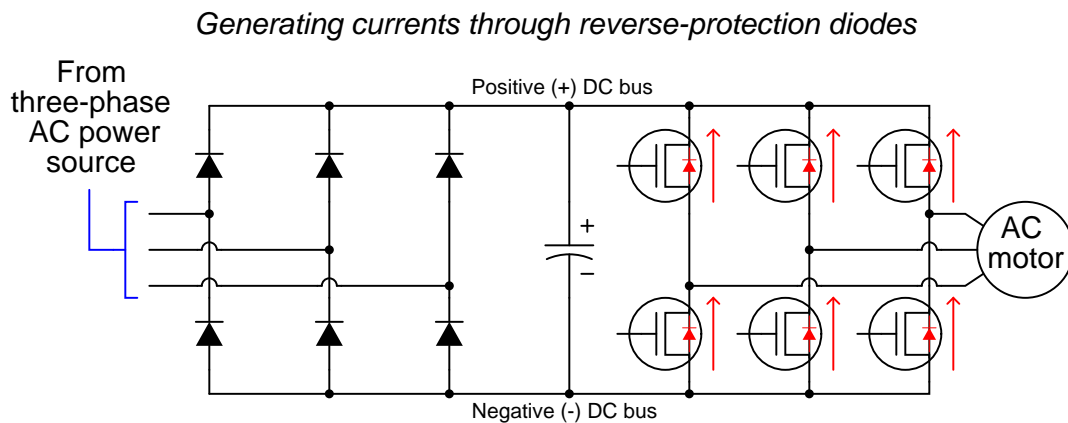 Generating currents through reverse-protection diodes
From
three-phase
AC power
source
Positive (+) DC bus
+
-
AC
motor
Negative (-) DC bus